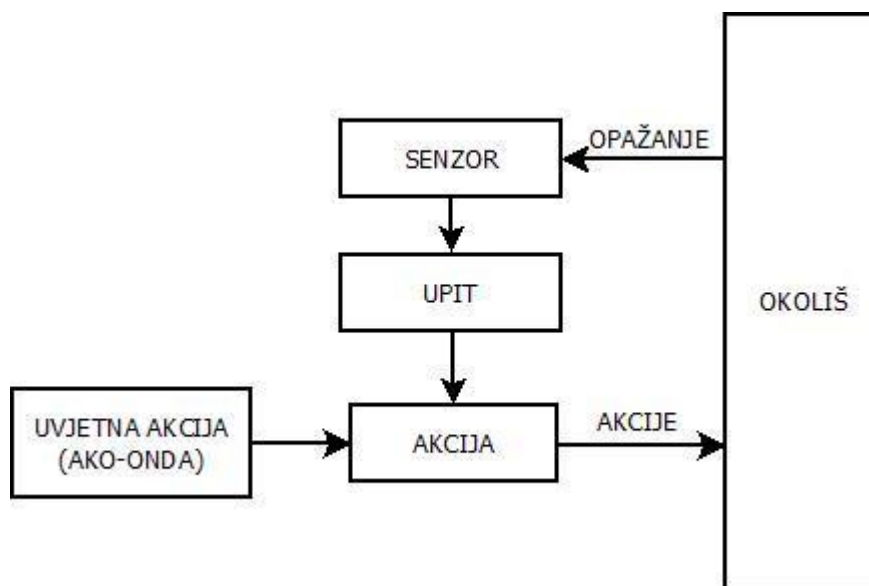 OPAŽANJE
SENZOR
UPIT
OKOLIŠ
UVJETNA AKCIJA
(AKO-ONDA)
AKCIJA
AKCIJE